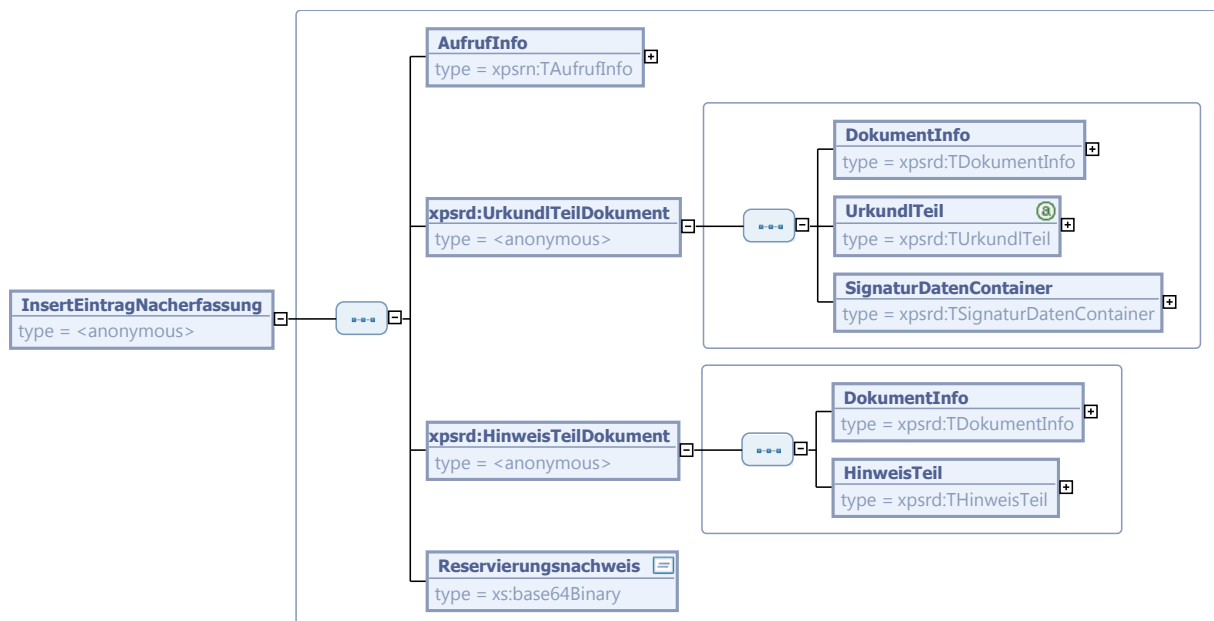 AufrufInfo
type = xpsrn:TAufrufInfo
DokumentInfo
type = xpsrd:TDokumentInfo
xpsrd:UrkundlTeilDokument
type = <anonymous>
UrkundlTeil
type = xpsrd:TUrkundlTeil
SignaturDatenContainer
type = xpsrd:TSignaturDatenContainer
InsertEintragNacherfassung
type = <anonymous>
DokumentInfo
type = xpsrd:TDokumentInfo
xpsrd:HinweisTeilDokument
type = <anonymous>
HinweisTeil
type = xpsrd:THinweisTeil
Reservierungsnachweis
type = xs:base64Binary